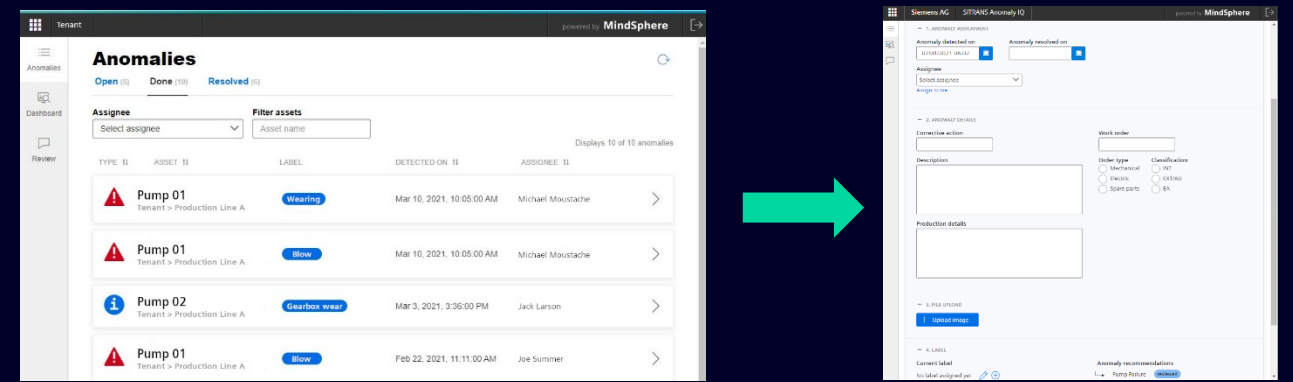 Tenant
powered by MindSphere
Anomalies
Dashboard
Review
Anomalies
Open (5) Done (10) Resolved (6)
Assignee Filter assets
Select assignee Asset name
Displays 10 of 10 anomalies
TYPE ASSET LABEL DETECTED ON ASSIGNEE
Pump 01 Wearing Mar 10, 2021, 10:05:00 AM Michael Moustache
Tenant > Production Line A
Pump 01 Blow Mar 10, 2021, 10:05:00 AM Michael Moustache
Tenant > Production Line A
Pump 02 Gearbox wear Mar 3, 2021, 3:36:00 PM Jack Larson
Tenant > Production Line A
Pump 01 Blow Feb 22, 2021, 11:11:00 AM Joe Summer
Tenant > Production Line A
Siemens AG SITRANS Anomaly IQ powered by MindSphere
1. ANOMALY ASSIGNMENT
Anomaly detected on Anomaly resolved on
Assignee
Select assignee
Assign to me
2. ANOMALY DETAILS
Corrective action Work order
Description Order type Classification
Mechanical INT
Electric EXT/AU
Spare parts EA
Production details
3. FILE UPLOAD
Upload image
4. LABEL
Current label Anomaly recommendations
No label assigned yet Pump Failure